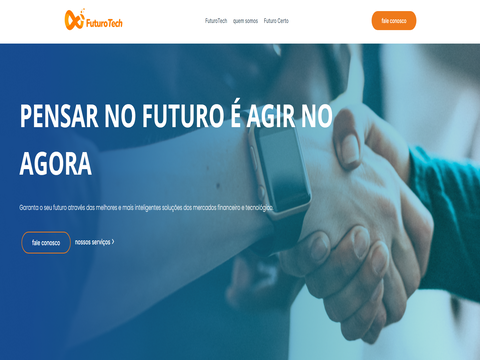 FuturoTech
FuturoTech quem somos Futuro Certo
fale conosco
PENSAR NO FUTURO É AGIR NO
AGORA
Garanta o seu futuro através das melhores e mais inteligentes soluções dos mercados financeiro e tecnológico.
fale conosco
nossos serviços >